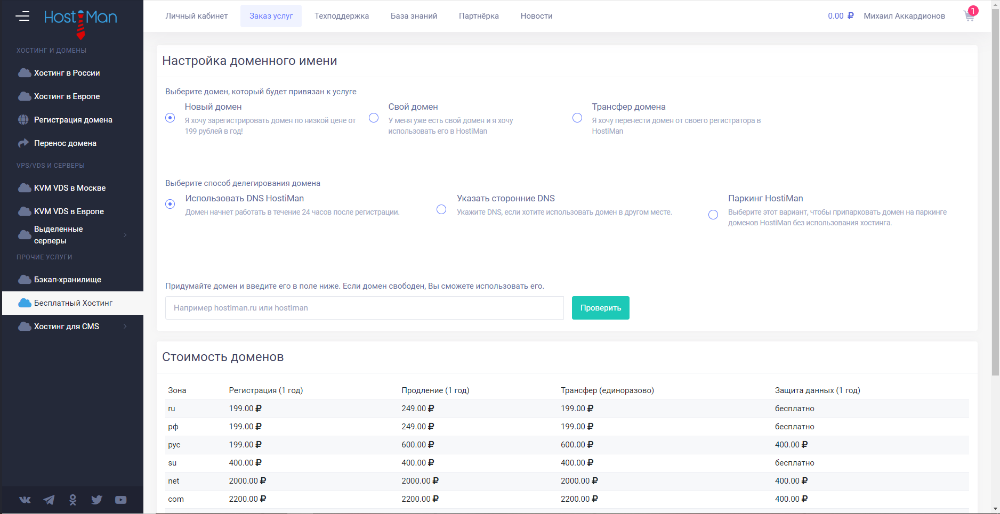 HostiMan
Личный кабинет
Заказ услуг
Техподдержка
База знаний
Партнёрка
Новости
0.00 ₽
Михаил Аккардионов
1
ХОСТИНГ И ДОМЕНЫ
Хостинг в России
Хостинг в Европе
Регистрация домена
Перенос домена
VPS/VDS И СЕРВЕРЫ
KVM VDS в Москве
KVM VDS в Европе
Выделенные
серверы
ПРОЧИЕ УСЛУГИ
Бэкап-хранилище
Бесплатный Хостинг
Хостинг для CMS
Настройка доменного имени
Выберите домен, который будет привязан к услуге
Новый домен
Я хочу зарегистрировать домен по низкой цене от
199 рублей в год!
Свой домен
У меня уже есть свой домен и я хочу
использовать его в HostiMan
Трансфер домена
Я хочу перенести домен от своего регистратора в
HostiMan
Выберите способ делегирования домена
Использовать DNS HostiMan
Домен начнет работать в течение 24 часов после регистрации.
Указать сторонние DNS
Укажите DNS, если хотите использовать домен в другом месте.
Паркинг HostiMan
Выберите этот вариант, чтобы припарковать домен на паркинге
доменов HostiMan без использования хостинга.
Придумайте домен и введите его в поле ниже. Если домен свободен, Вы сможете использовать его.
Например hostiman.ru или hostiman
Проверить
Стоимость доменов
Зона Регистрация (1 год) Продление (1 год) Трансфер (единоразово) Защита данных (1 год)
ru 199.00 ₽ 249.00 ₽ 199.00 ₽ бесплатно
рф 199.00 ₽ 249.00 ₽ 199.00 ₽ бесплатно
рус 199.00 ₽ 600.00 ₽ 600.00 ₽ 400.00 ₽
su 400.00 ₽ 400.00 ₽ 400.00 ₽ бесплатно
net 2000.00 ₽ 2000.00 ₽ 2000.00 ₽ 400.00 ₽
com 2200.00 ₽ 2200.00 ₽ 2200.00 ₽ 400.00 ₽